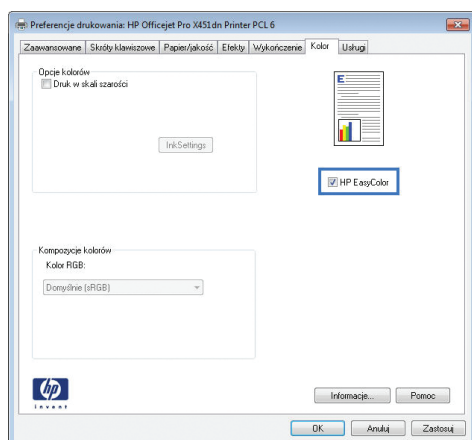 Preferencje drukowania: HP Officejet Pro X451dn Printer PCL 6
Zaawansowane Skróty klawiszowe Papier/jakość Efekty Wykończenie Kolor Usługi
Opcje kolorów
Druk w skali szarości
InkSettings
E
HP EasyColor
Kompozycje kolorów
Kolor RGB:
Domyślnie (sRGB)
hp
invent
Informacje... Pomoc
OK Anuluj Zastosuj